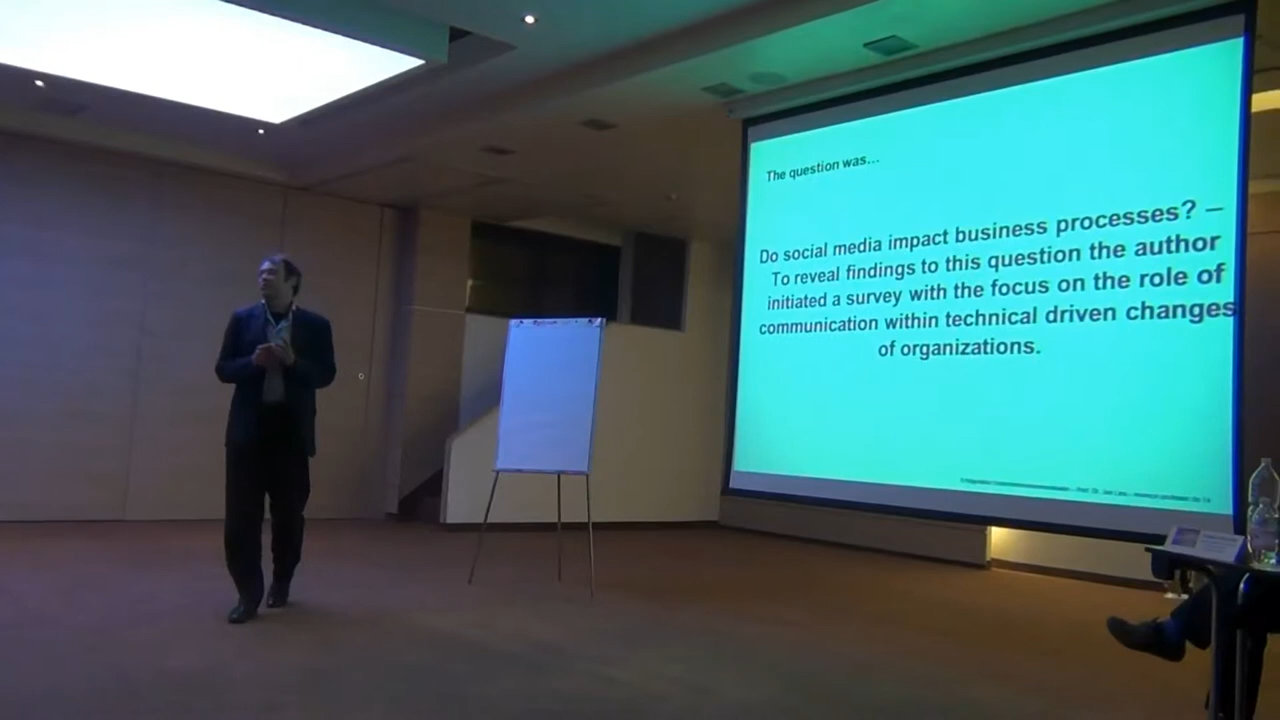 The question was...
Do social media impact business processes? –
To reveal findings to this question the author
initiated a survey with the focus on the role of
communication within technical driven changes
of organizations.